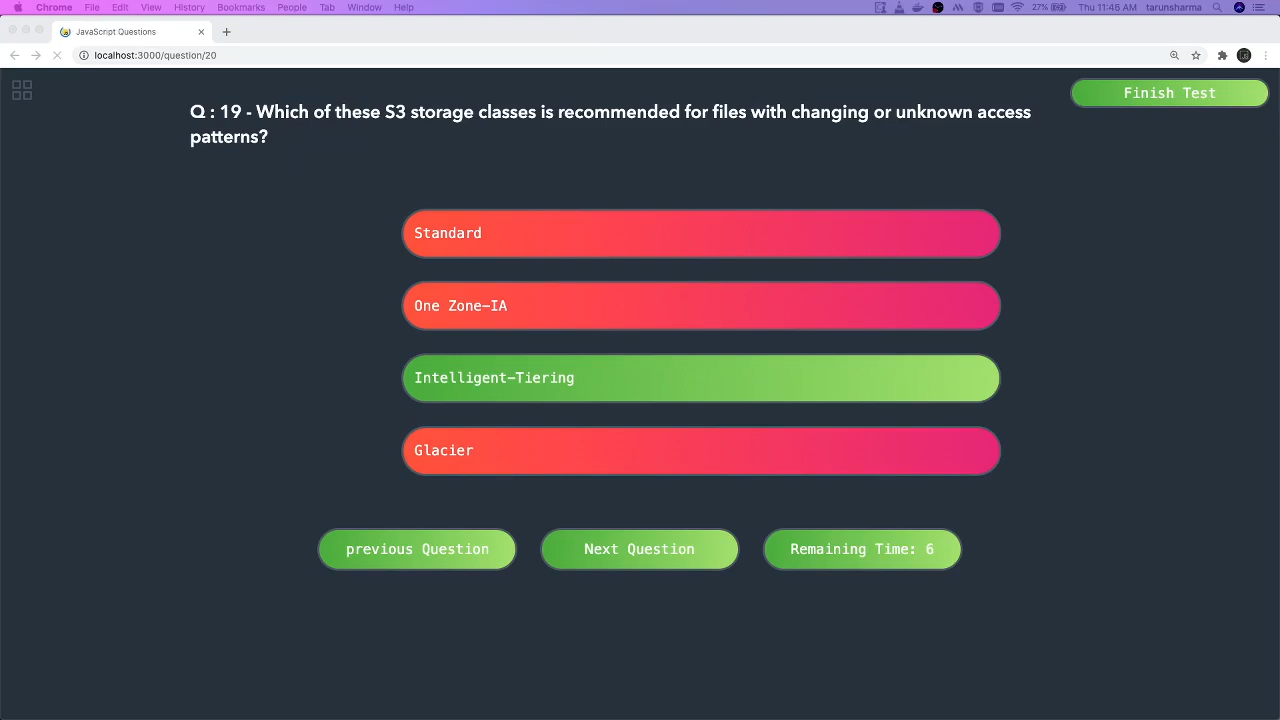 Chrome File Edit View History Bookmarks People Tab Window Help 27% Thu 11:45 AM tarunsharma
JavaScript Questions
localhost:3000/question/20
Finish Test
Q : 19 - Which of these S3 storage classes is recommended for files with changing or unknown access
patterns?
Standard
One Zone-IA
Intelligent-Tiering
Glacier
previous Question Next Question Remaining Time: 6